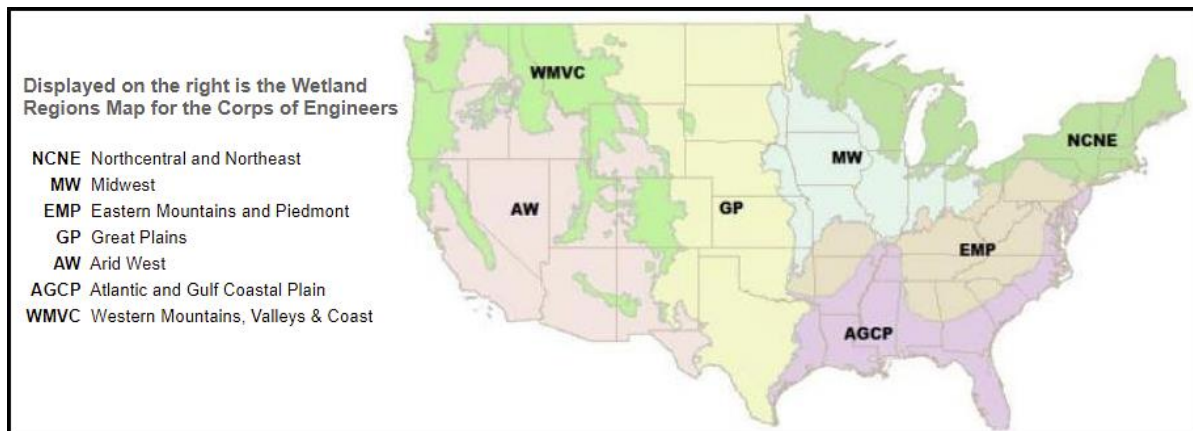 Displayed on the right is the Wetland
Regions Map for the Corps of Engineers
NCNE Northcentral and Northeast
MW Midwest
EMP Eastern Mountains and Piedmont
GP Great Plains
AW Arid West
AGCP Atlantic and Gulf Coastal Plain
WMVC Western Mountains, Valleys & Coast
WMVC
NCNE
MW
AW
GP
EMP
AGCP